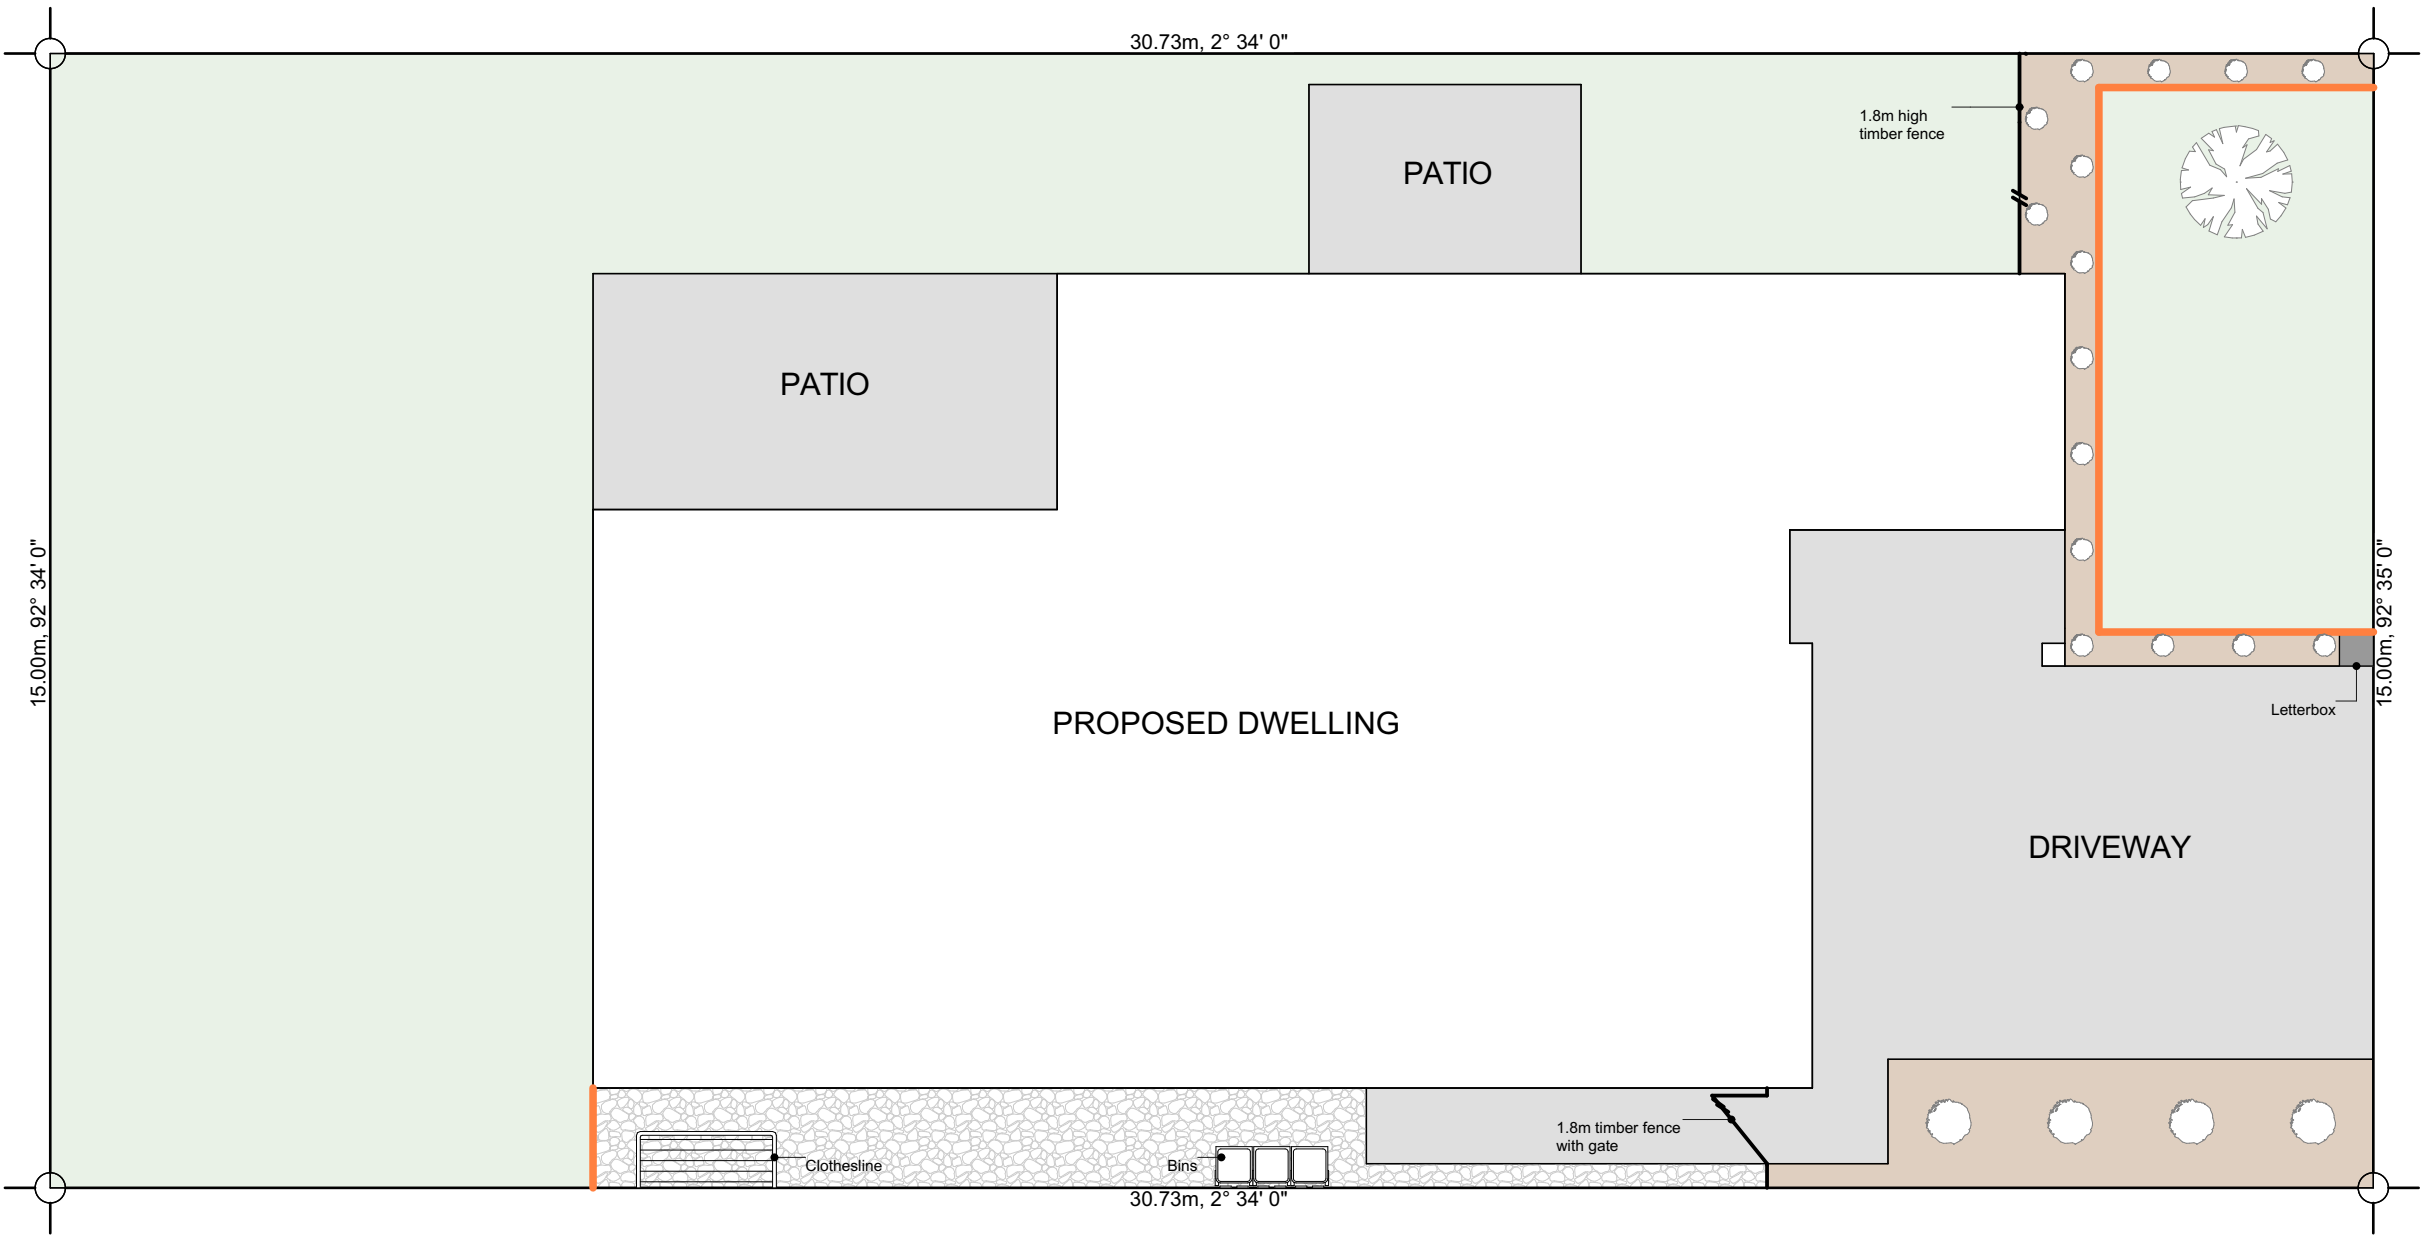 30.73m, 2° 34' 0"
1.8m high
timber fence
PATIO
PATIO
15.00m, 92° 34' 0"
15.00m, 92° 35' 0"
Letterbox
PROPOSED DWELLING
DRIVEWAY
1.8m timber fence
with gate
Clothesline
Bins
30.73m, 2° 34' 0"